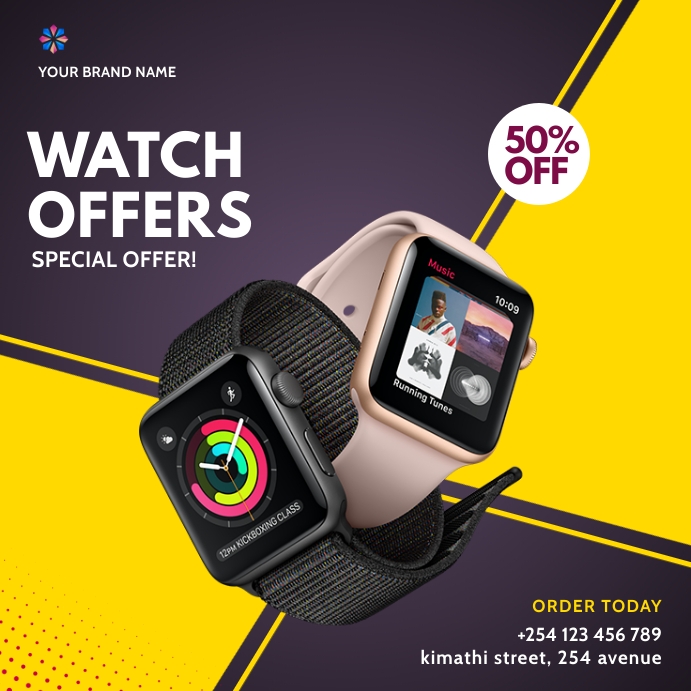 YOUR BRAND NAME
WATCH
OFFERS
SPECIAL OFFER!
50%
OFF
Music
10:09
Running Tunes
12PM KICKBOXING CLASS
ORDER TODAY
+254 123 456 789
kimathi street, 254 avenue